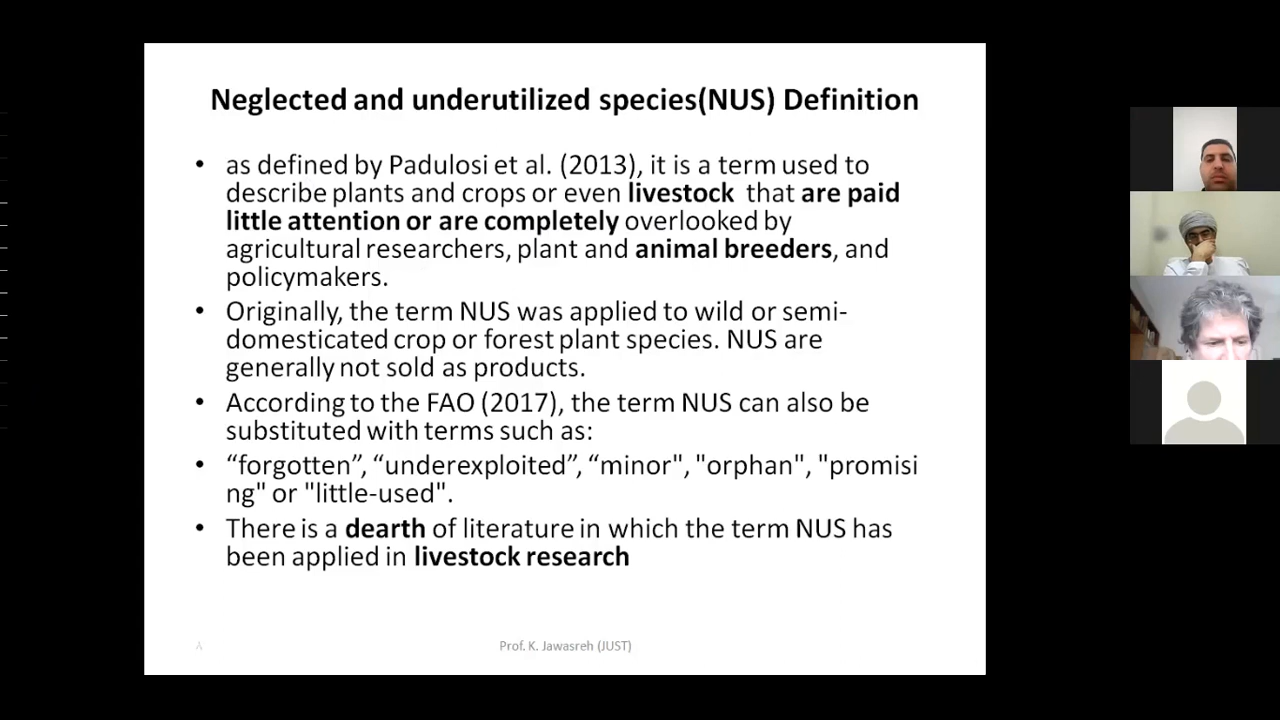 Neglected and underutilized species(NUS) Definition
• as defined by Padulosi et al. (2013), it is a term used to
describe plants and crops or even livestock that are paid
little attention or are completely overlooked by
agricultural researchers, plant and animal breeders, and
policymakers.
• Originally, the term NUS was applied to wild or semi-
domesticated crop or forest plant species. NUS are
generally not sold as products.
• According to the FAO (2017), the term NUS can also be
substituted with terms such as:
• “forgotten”, “underexploited”, “minor", "orphan", "promisi
ng" or "little-used".
• There is a dearth of literature in which the term NUS has
been applied in livestock research
٨
Prof. K. Jawasreh (JUST)